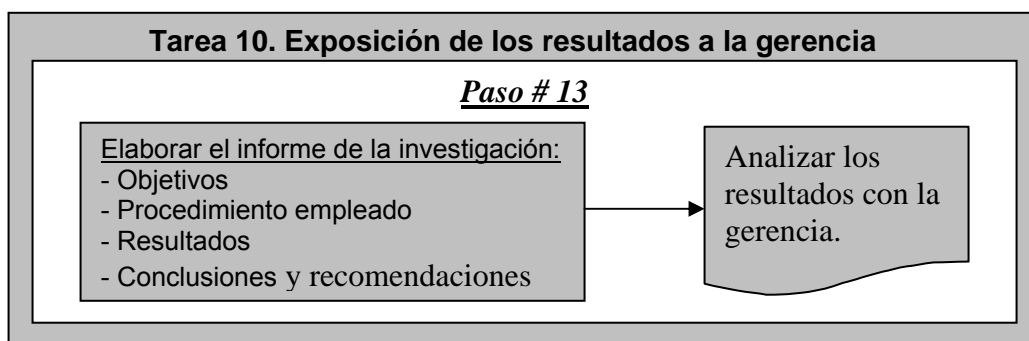 Tarea 10. Exposición de los resultados a la gerencia
Paso # 13
Elaborar el informe de la investigación:
- Objetivos
- Procedimiento empleado
- Resultados
- Conclusiones y recomendaciones
Analizar los
resultados con la
gerencia.